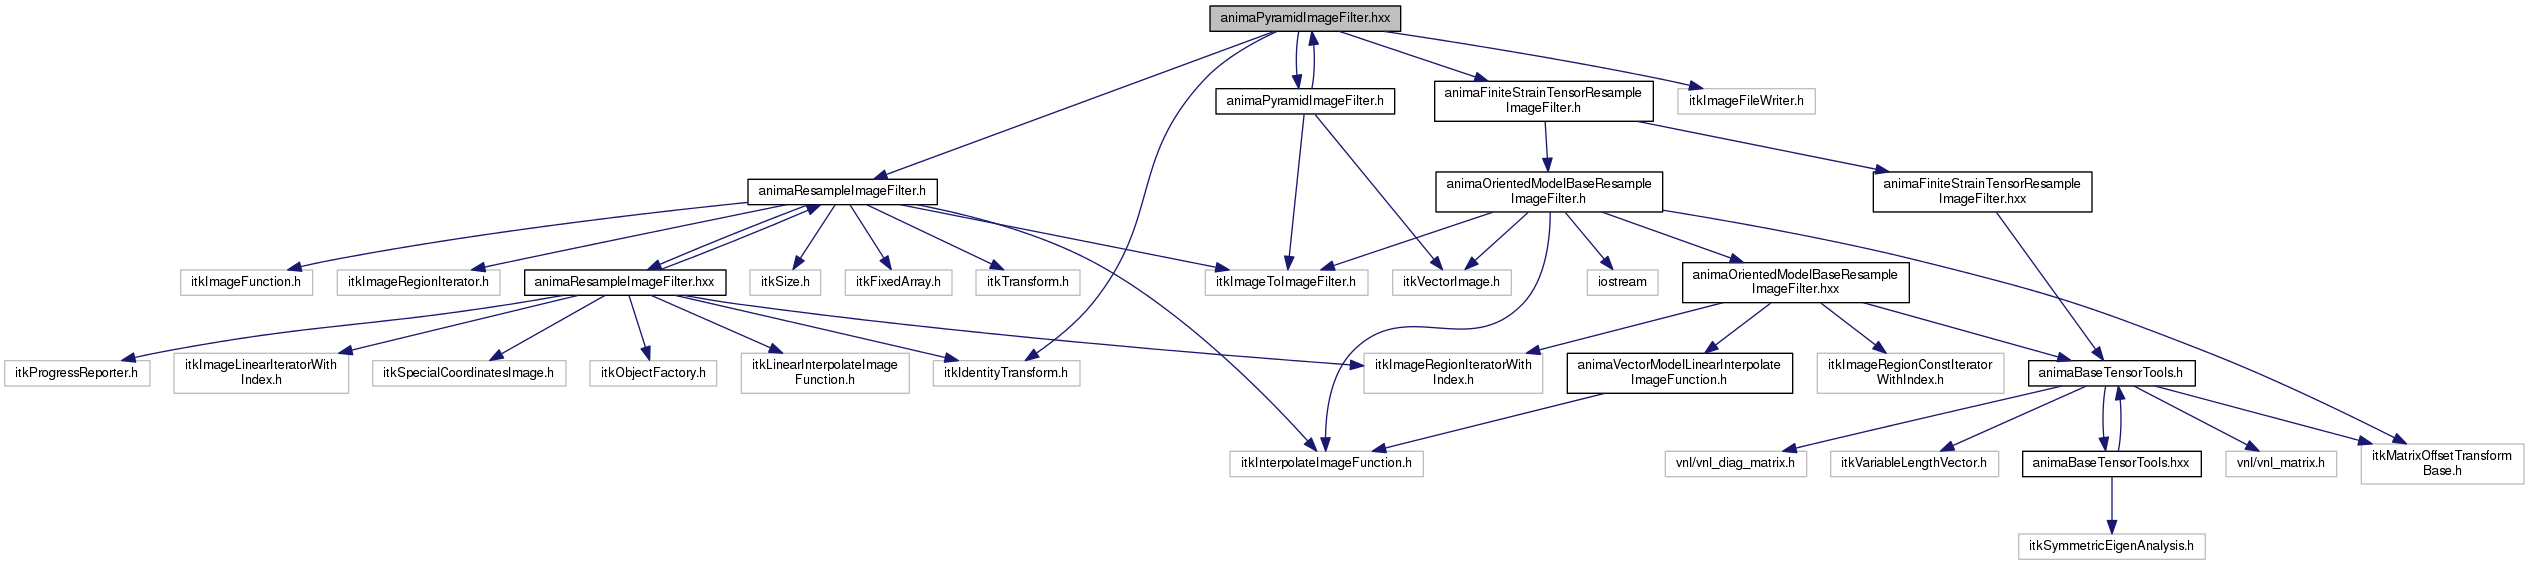 animaPyramidImageFilter.hxx
animaPyramidImageFilter.h
animaFiniteStrainTensorResample
ImageFilter.h
itkImageFileWriter.h
animaResampleImageFilter.h
animaOrientedModelBaseResample
ImageFilter.h
animaFiniteStrainTensorResample
ImageFilter.hxx
itkImageFunction.h
itkImageRegionIterator.h
animaResampleImageFilter.hxx
itkSize.h
itkFixedArray.h
itkTransform.h
itkImageToImageFilter.h
itkVectorImage.h
iostream
animaOrientedModelBaseResample
ImageFilter.hxx
itkProgressReporter.h
itkImageLinearIteratorWith
Index.h
itkSpecialCoordinatesImage.h
itkObjectFactory.h
itkLinearInterpolateImage
Function.h
itkIdentityTransform.h
itkImageRegionIteratorWith
Index.h
animaVectorModelLinearInterpolate
ImageFunction.h
itkImageRegionConstIterator
WithIndex.h
animaBaseTensorTools.h
itkInterpolateImageFunction.h
vnl/vnl_diag_matrix.h
itkVariableLengthVector.h
animaBaseTensorTools.hxx
vnl/vnl_matrix.h
itkMatrixOffsetTransform
Base.h
itkSymmetricEigenAnalysis.h